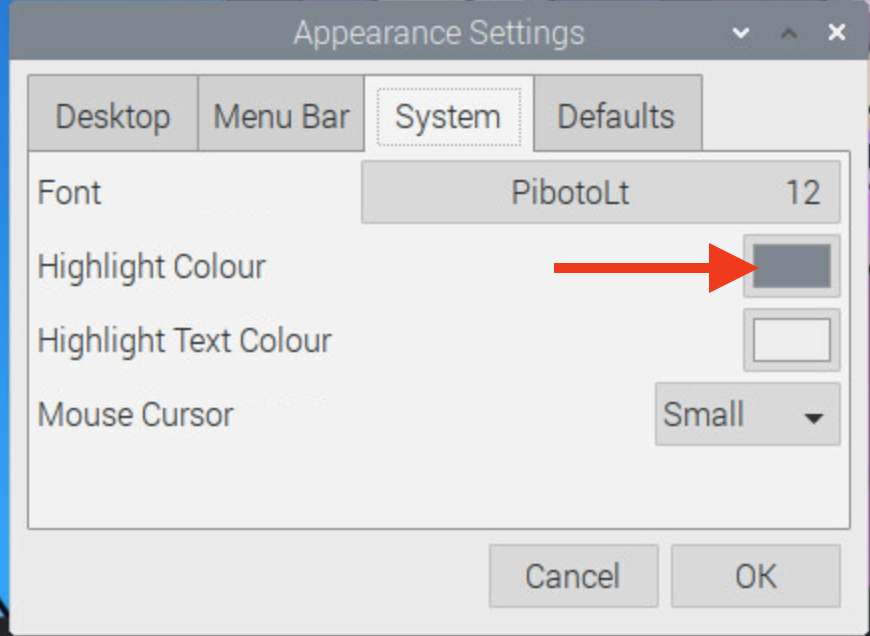 Appearance Settings
Desktop Menu Bar System Defaults
Font PibotoLt 12
Highlight Colour
Highlight Text Colour
Mouse Cursor Small
Cancel OK